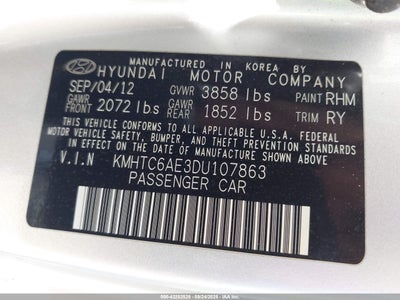 MANUFACTURED IN KOREA BY
HYUNDAI MOTOR COMPANY
SEP/04/12 GVWR 3858 lbs PAINT RHM
GAWR FRONT 2072 lbs GAWR REAR 1852 lbs TRIM RY
THIS VEHICLE CONFORMS TO ALL APPLICABLE U.S.A. FEDERAL
MOTOR VEHICLE SAFETY, BUMPER, AND THEFT PREVENTION
STANDARDS IN EFFECT ON THE DATE OF MANUFACTURE SHOWN ABOVE.
V.I.N KMHTC6AE3DU107863
PASSENGER CAR